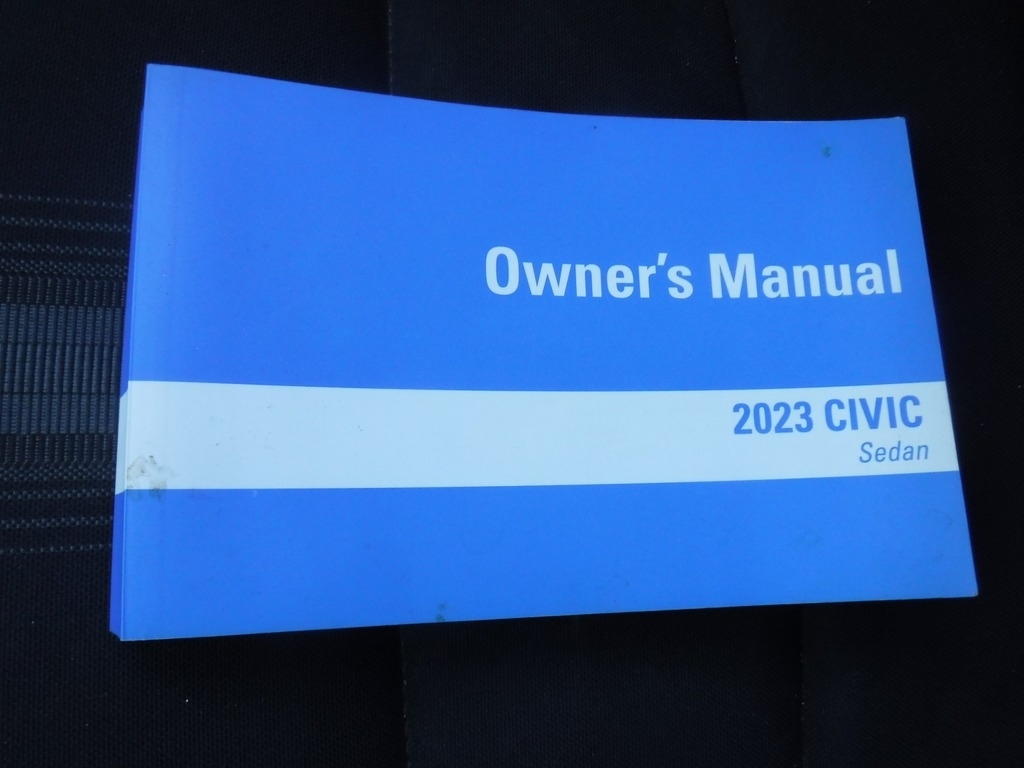 Owner's Manual
2023 CIVIC
Sedan